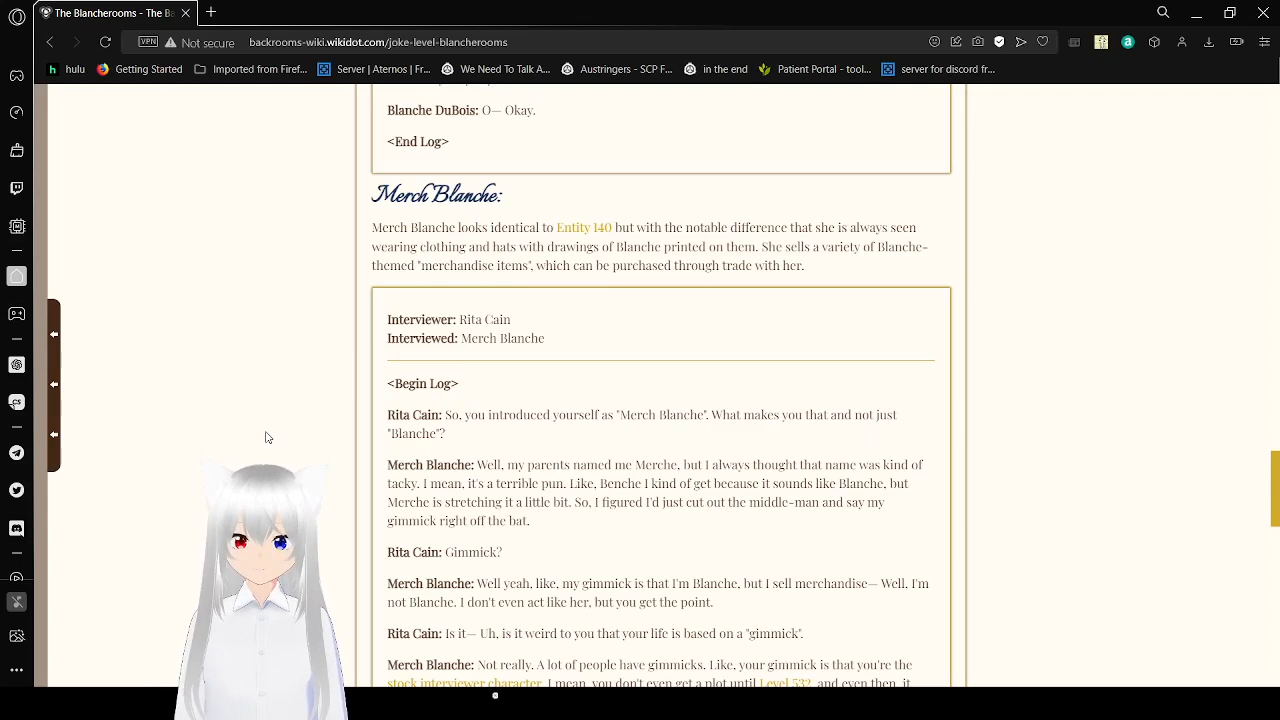 The Blancherooms - The Ba
Not secure
backrooms-wiki.wikidot.com/joke-level-blancherooms
VPN
hulu
Getting Started
Imported from Firef...
Server | Aternos | Fr...
We Need To Talk A...
Austringers - SCP F...
in the end
Patient Portal - tool...
server for discord fr...
Blanche DuBois: O— Okay.
<End Log>
Merch Blanche:
Merch Blanche looks identical to Entity 140 but with the notable difference that she is always seen
wearing clothing and hats with drawings of Blanche printed on them. She sells a variety of Blanche-
themed "merchandise items", which can be purchased through trade with her.
Interviewer: Rita Cain
Interviewed: Merch Blanche
<Begin Log>
Rita Cain: So, you introduced yourself as "Merch Blanche". What makes you that and not just
"Blanche"?
Merch Blanche: Well, my parents named me Merche, but I always thought that name was kind of
tacky. I mean, it's a terrible pun. Like, Benche I kind of get because it sounds like Blanche, but
Merche is stretching it a little bit. So, I figured I'd just cut out the middle-man and say my
gimmick right off the bat.
Rita Cain: Gimmick?
Merch Blanche: Well yeah, like, my gimmick is that I'm Blanche, but I sell merchandise— Well, I'm
not Blanche. I don't even act like her, but you get the point.
Rita Cain: Is it— Uh, is it weird to you that your life is based on a "gimmick".
Merch Blanche: Not really. A lot of people have gimmicks. Like, your gimmick is that you're the
stock interviewer character. I mean, you don't even get a plot until Level 532, and even then, it